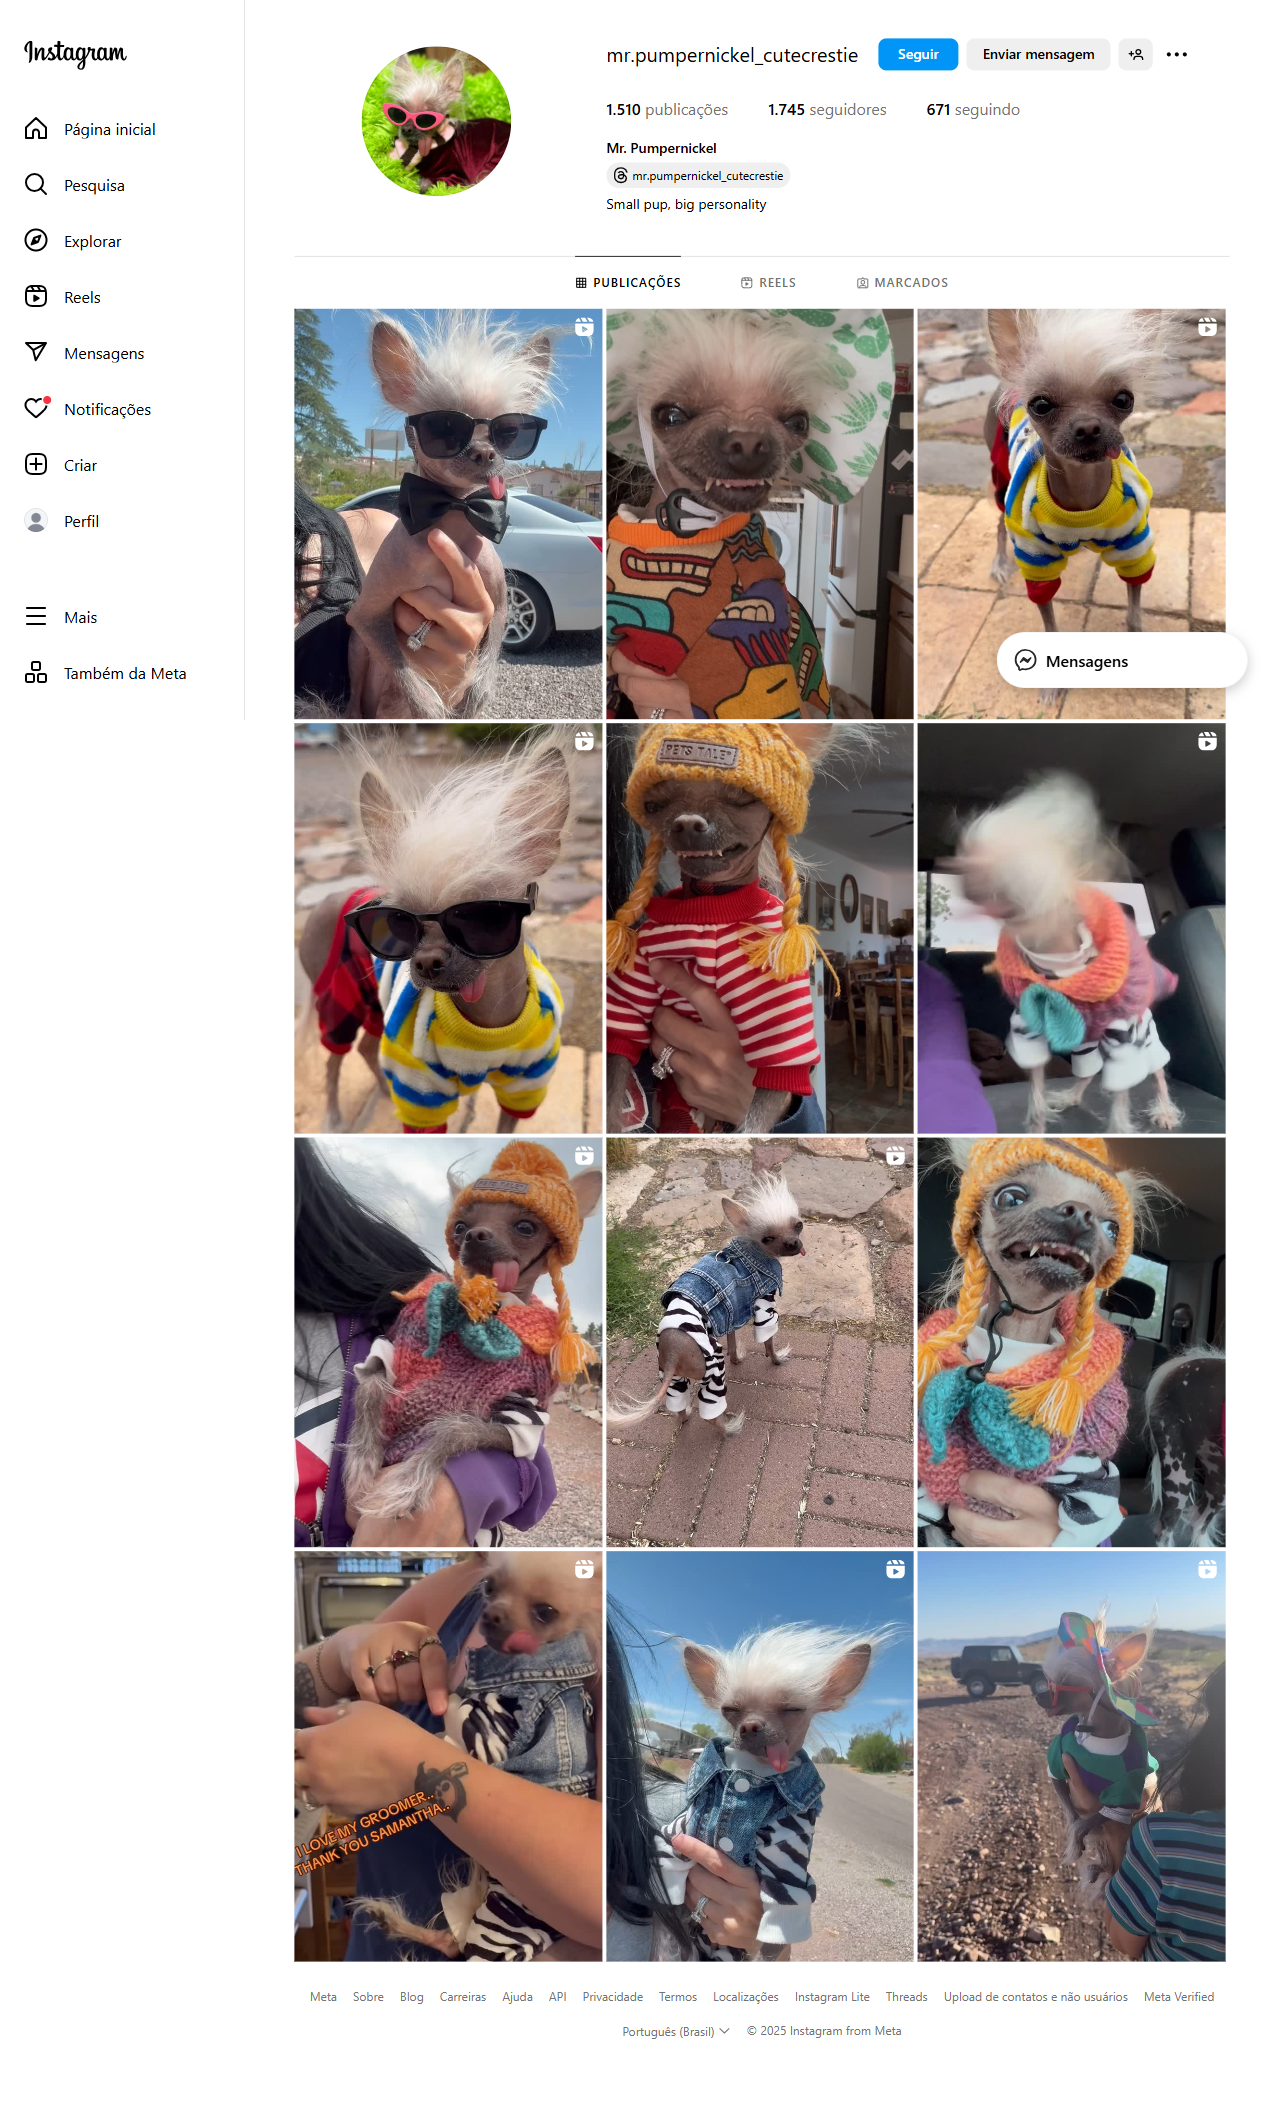 Instagram
Página inicial
Pesquisa
Explorar
Reels
Mensagens
Notificações
Criar
Perfil
Mais
Também da Meta
mr.pumpernickel_cutecrestie
Seguir
Enviar mensagem
1.510 publicações
1.745 seguidores
671 seguindo
Mr. Pumpernickel
mr.pumpernickel_cutecrestie
Small pup, big personality
PUBLICAÇÕES
REELS
MARCADOS
Mensagens
PETS TALE
I LOVE MY GROOMER..
THANK YOU SAMANTHA..
Meta Sobre Blog Carreiras Ajuda API Privacidade Termos Localizações Instagram Lite Threads Upload de contatos e não usuários Meta Verified
Português (Brasil) © 2025 Instagram from Meta